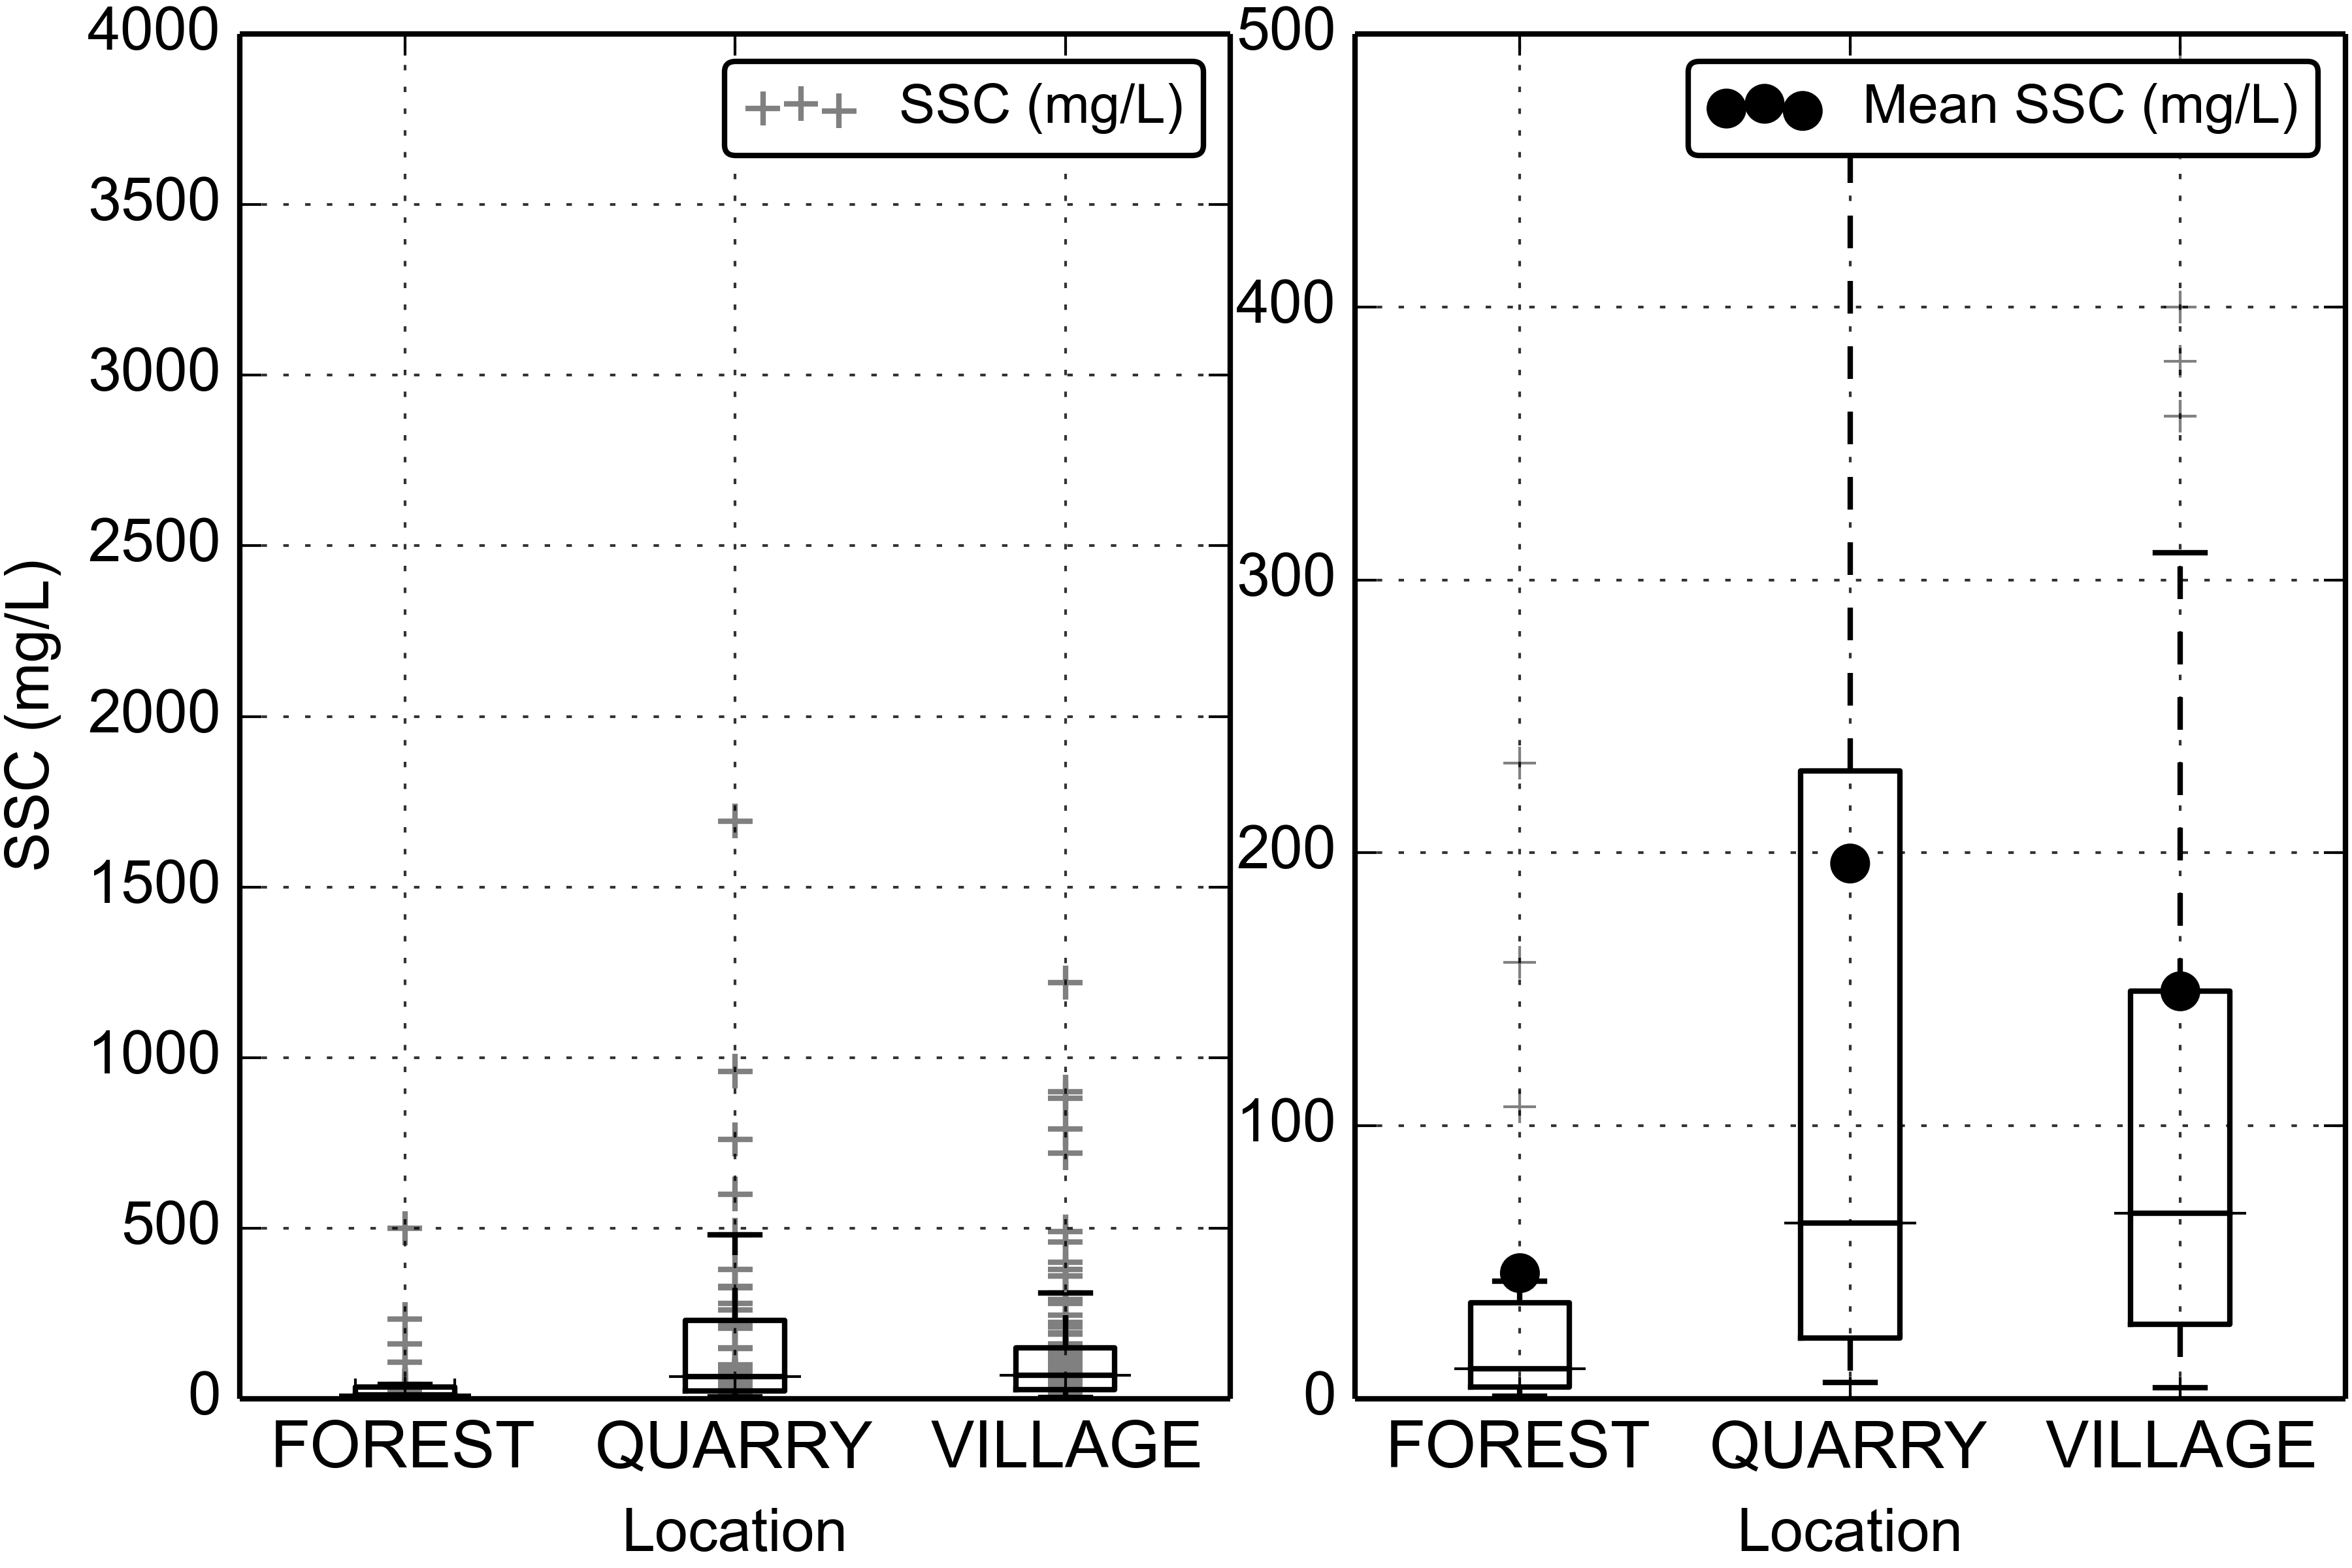 4000
3500
3000
2500
2000
1500
1000
500
0
SSC (mg/L)
SSC (mg/L)
FOREST QUARRY VILLAGE
Location
500
400
300
200
100
0
Mean SSC (mg/L)
FOREST QUARRY VILLAGE
Location